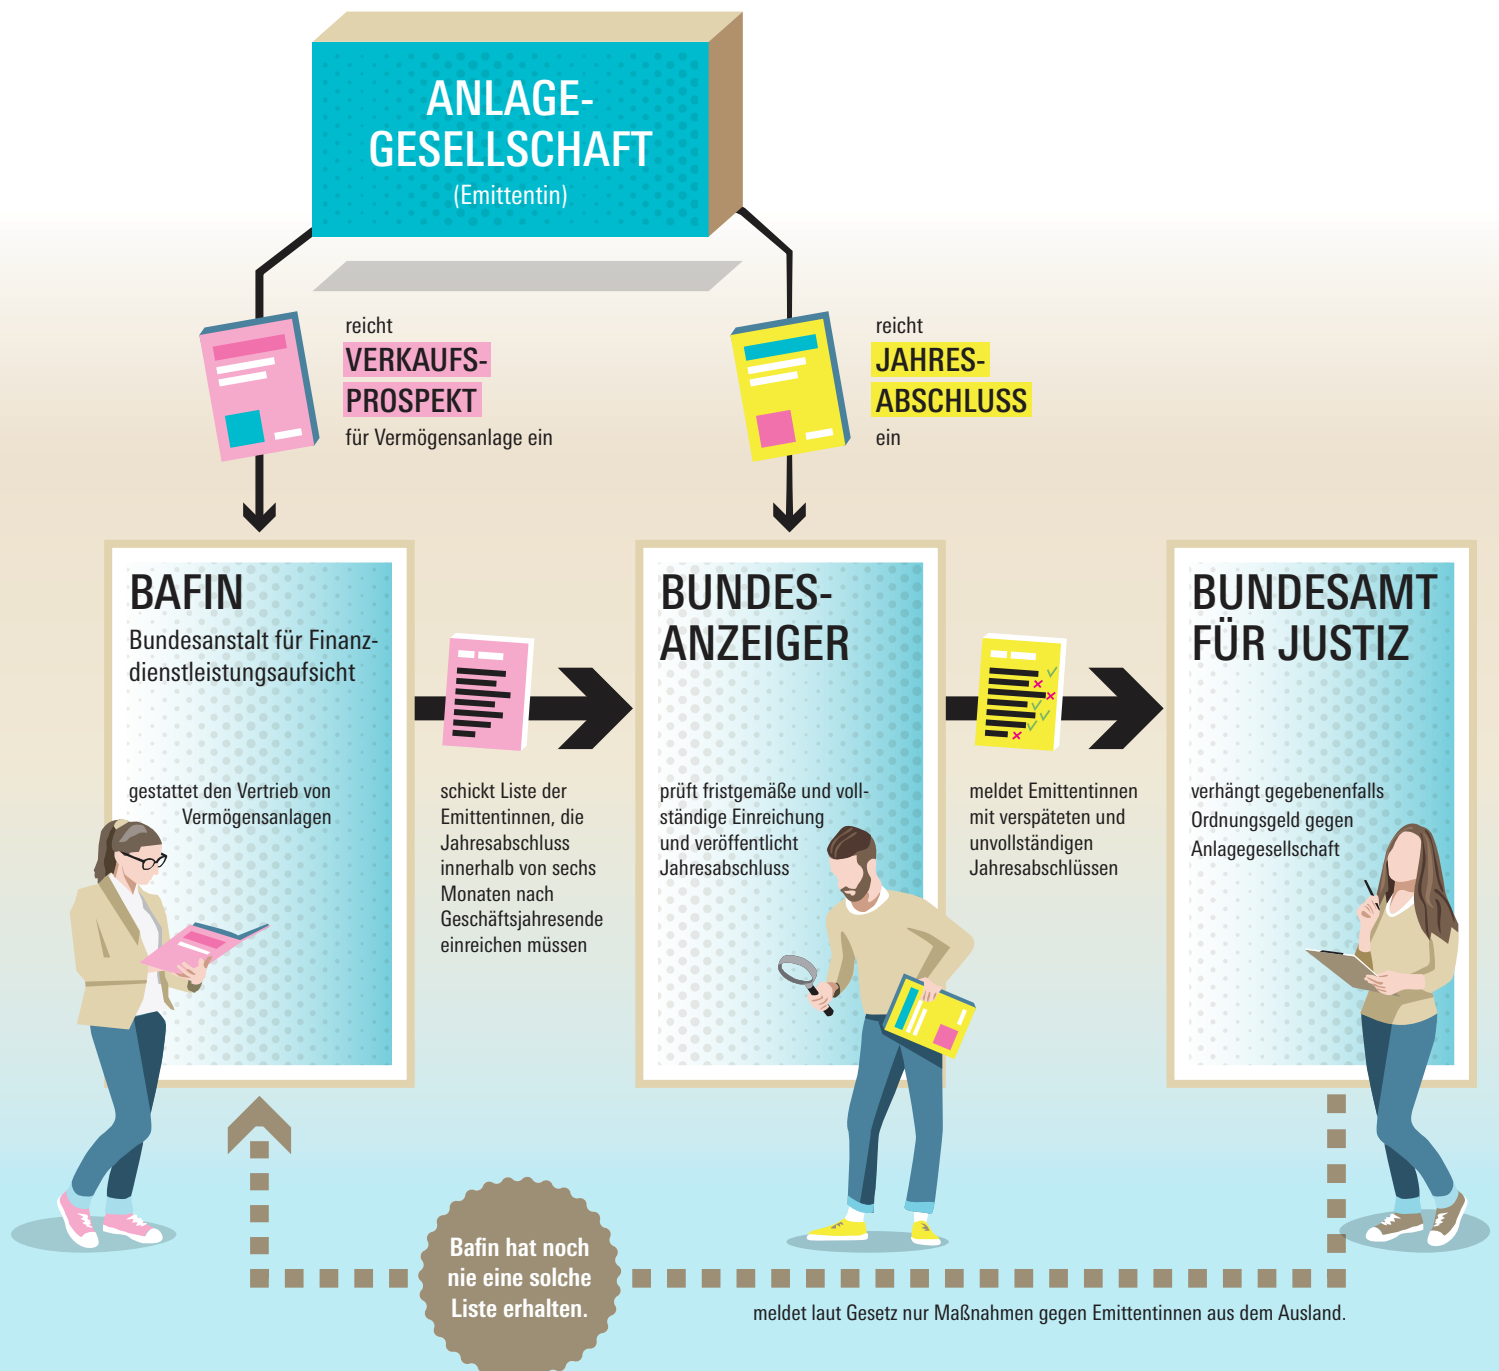 ANLAGE-
GESELLSCHAFT
(Emittentin)
reicht
VERKAUFS-
PROSPEKT
für Vermögensanlage ein
reicht
JAHRES-
ABSCHLUSS
ein
BAFIN
Bundesanstalt für Finanz-
dienstleistungsaufsicht
gestattet den Vertrieb von
Vermögensanlagen
schickt Liste der
Emittentinnen, die
Jahresabschluss
innerhalb von sechs
Monaten nach
Geschäftsjahresende
einreichen müssen
BUNDES-
ANZEIGER
prüft fristgemäße und voll-
ständige Einreichung
und veröffentlicht
Jahresabschluss
meldet Emittentinnen
mit verspäteten und
unvollständigen
Jahresabschlüssen
BUNDESAMT
FÜR JUSTIZ
verhängt gegebenenfalls
Ordnungsgeld gegen
Anlagegesellschaft
Bafin hat noch
nie eine solche
Liste erhalten.
meldet laut Gesetz nur Maßnahmen gegen Emittentinnen aus dem Ausland.